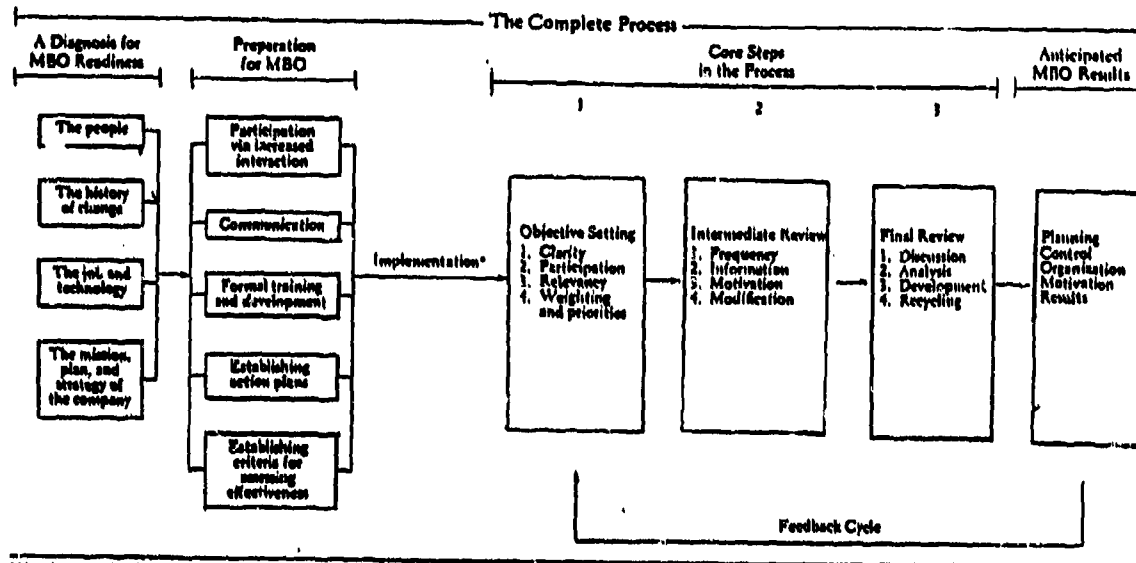 The Complete Process
A Diagnosis for
MBO Readiness
Preparation
for MBO
Core Steps
in the Process
Anticipated
MBO Results
1
2
3
The people
The history
of change
The job and
technology
The mission,
plan, and
strategy of
the company
Participation
via increased
interaction
Communication
Formal training
and development
Establishing
action plans
Establishing
criteria for
assessing
effectiveness
Implementation*
Objective Setting
1. Clarity
2. Participation
3. Relevancy
4. Weighting
and priorities
Intermediate Review
1. Frequency
2. Information
3. Motivation
4. Modification
Final Review
1. Discussion
2. Analysis
3. Development
4. Recycling
Planning
Control
Organization
Motivation
Results
Feedback Cycle